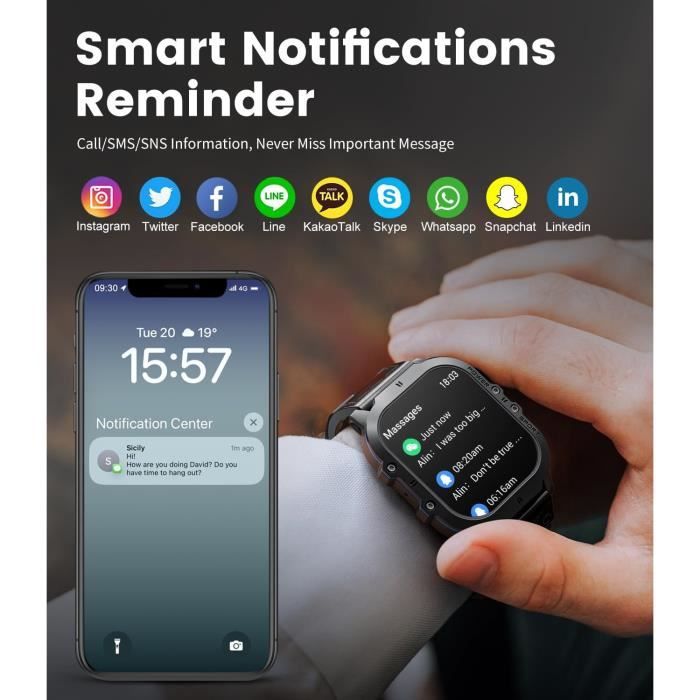 Smart Notifications
Reminder
Call/SMS/SNS Information, Never Miss Important Message
LINE
KAKAO
TALK
S
in
Instagram Twitter Facebook Line KakaoTalk Skype Whatsapp Snapchat Linkedin
09:30 4G
Tue 20 19°
15:57
Notification Center
S
Sicily 1m ago
Hi!
How are you doing David? Do you
have time to hang out?
18:03
Massages
Just now
Alin: I was too big ...
08:20am
Alin: Don't be true ...
06:16am